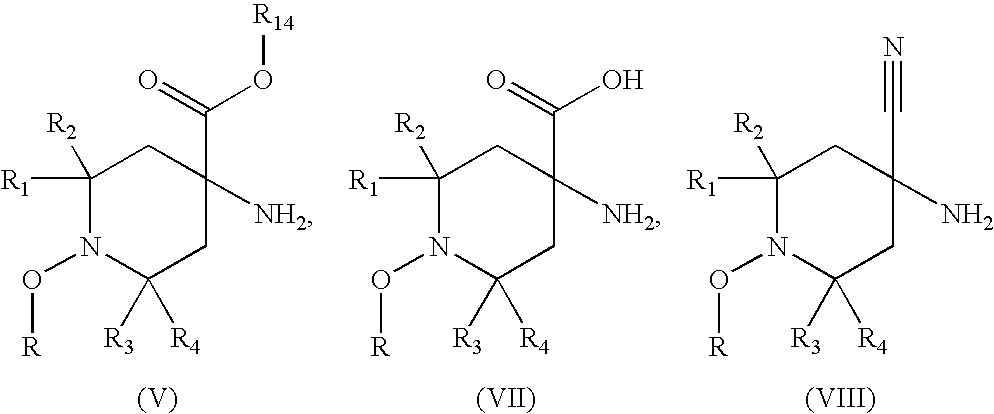 R14 N
O O O OH
R2 R2 R2
R1 NH2, R1 NH2, R1 NH2
N N N
O O O
R3 R4 R3 R4 R3 R4
R R R
(V) (VII) (VIII)